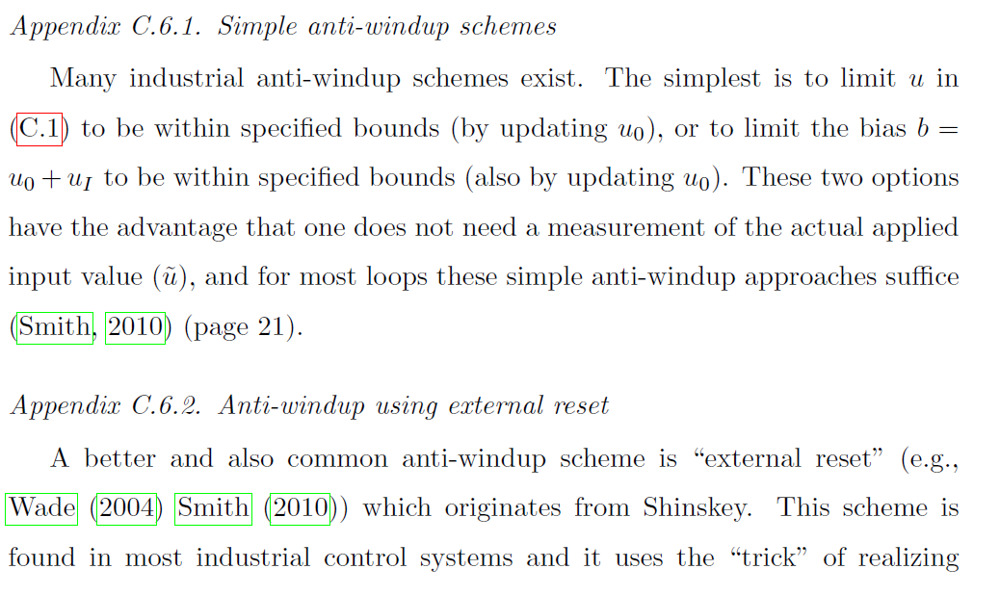 Appendix C.6.1. Simple anti-windup schemes
Many industrial anti-windup schemes exist. The simplest is to limit u in
(C.1) to be within specified bounds (by updating u₀), or to limit the bias b =
u₀ + u_I to be within specified bounds (also by updating u₀). These two options
have the advantage that one does not need a measurement of the actual applied
input value (ũ), and for most loops these simple anti-windup approaches suffice
(Smith, 2010) (page 21).
Appendix C.6.2. Anti-windup using external reset
A better and also common anti-windup scheme is “external reset” (e.g.,
Wade (2004) Smith (2010)) which originates from Shinskey. This scheme is
found in most industrial control systems and it uses the “trick” of realizing